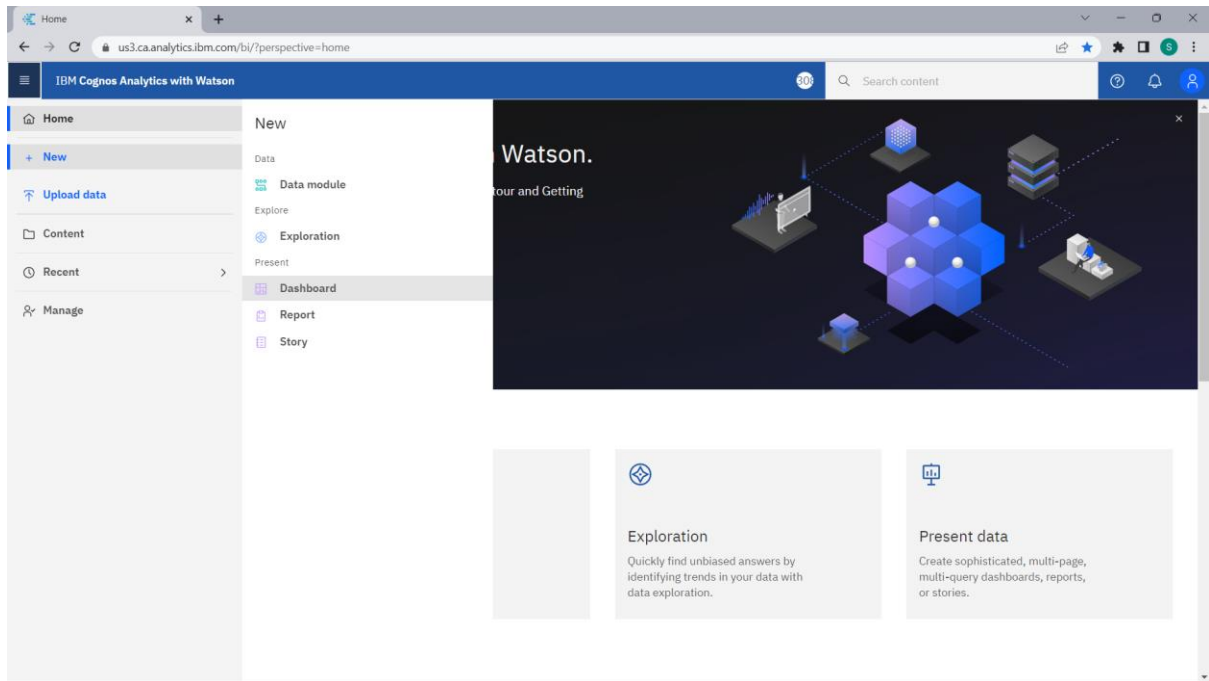 Home
us3.ca.analytics.ibm.com/bi/?perspective=home
S
IBM Cognos Analytics with Watson
Search content
Home
New
Upload data
Content
Recent
Manage
New
Data
Data module
Explore
Exploration
Present
Dashboard
Report
Story
Watson.
tour and Getting
Exploration
Quickly find unbiased answers by
identifying trends in your data with
data exploration.
Present data
Create sophisticated, multi-page,
multi-query dashboards, reports,
or stories.